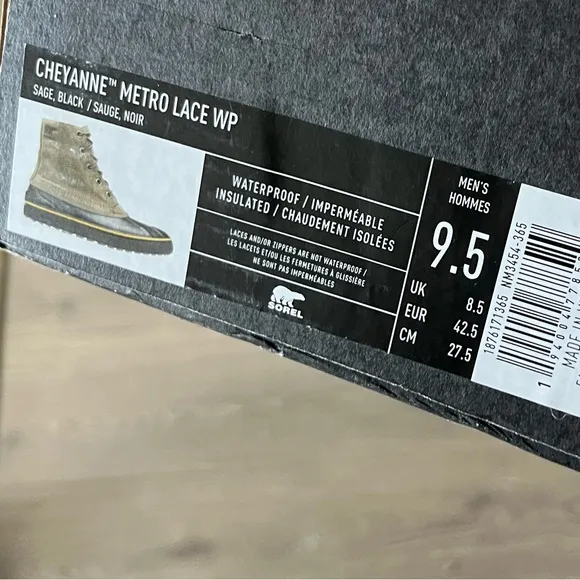 CHEYANNE™ METRO LACE WP
SAGE, BLACK / SAUGE, NOIR
WATERPROOF / IMPERMÉABLE
INSULATED / CHAUDEMENT ISOLÉES
LACES AND/OR ZIPPERS ARE NOT WATERPROOF /
LES LACETS ET/OU LES FERMETURES À GLISSIÈRE
NE SONT PAS IMPERMÉABLES
SOREL
MEN'S
HOMMES
9.5
UK 8.5
EUR 42.5
CM 27.5
1876171365 NM3454-365
MADE